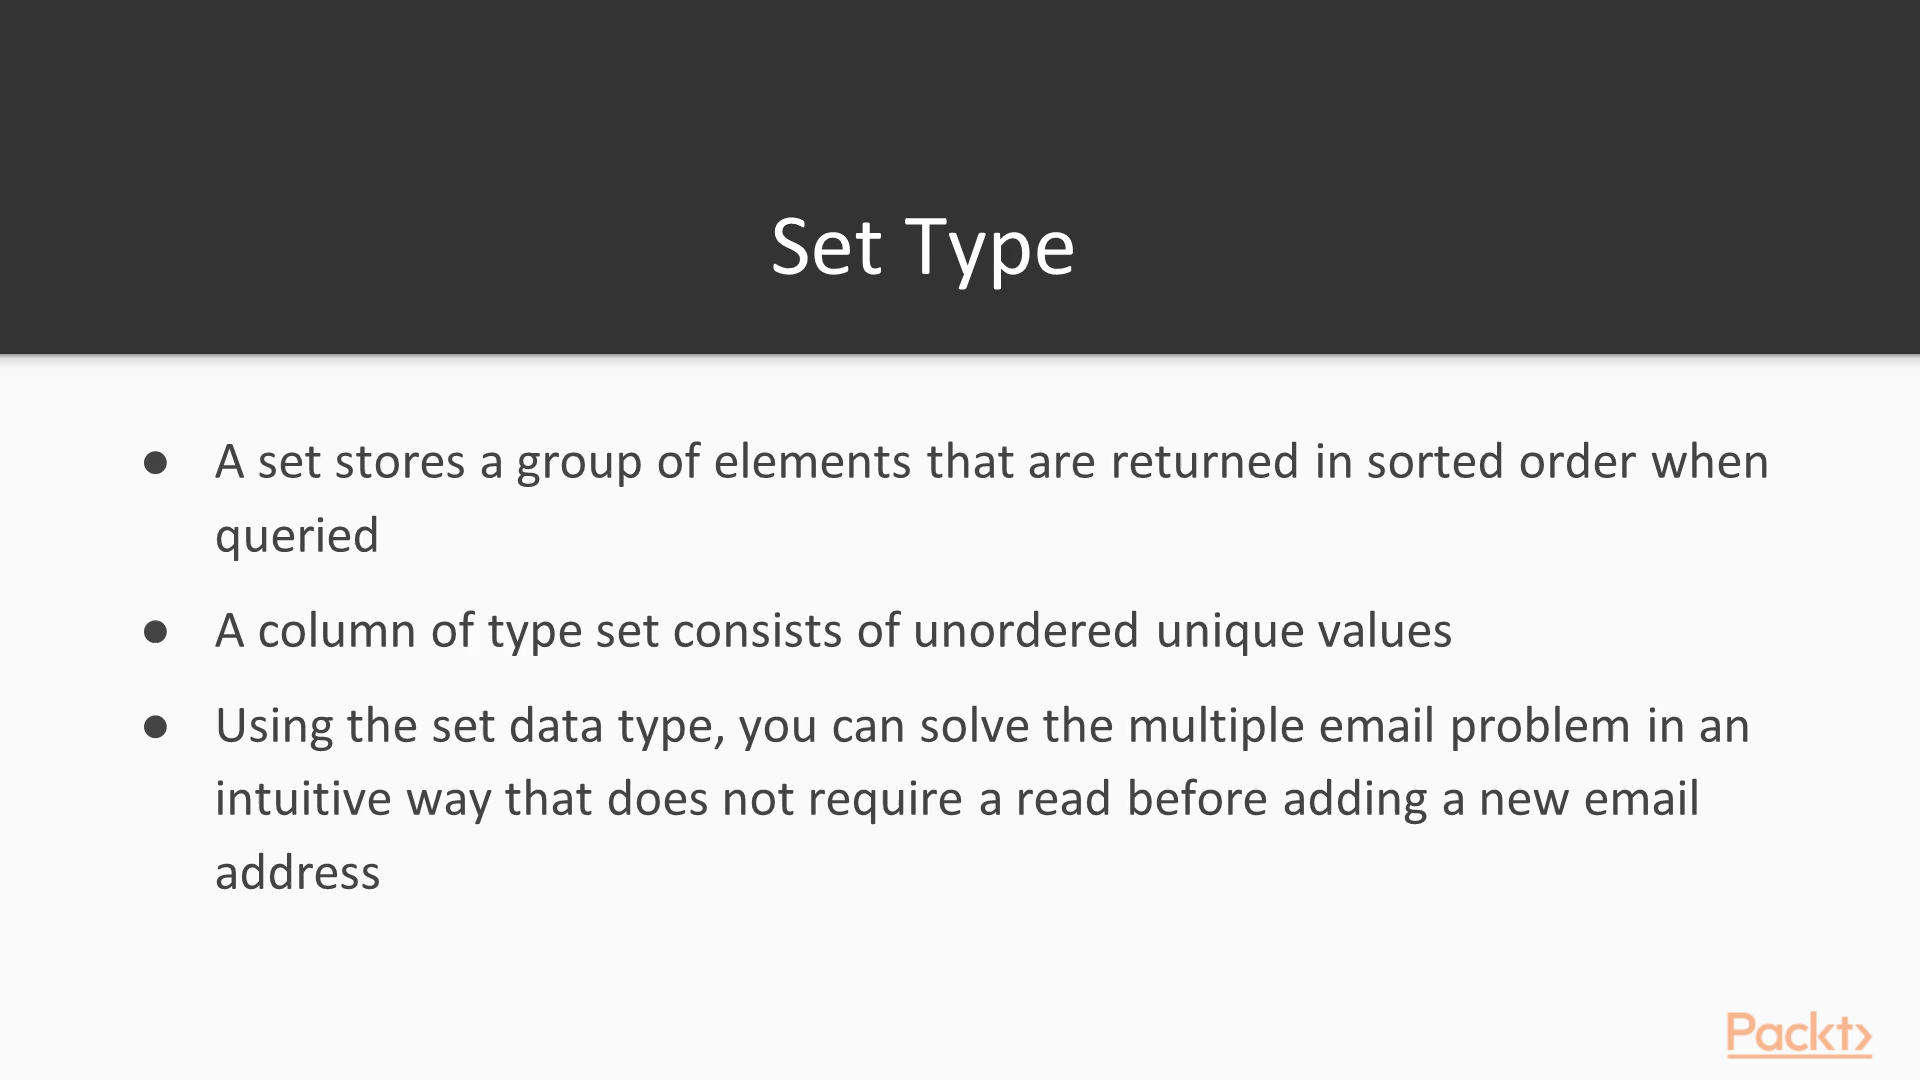 Set Type
● A set stores a group of elements that are returned in sorted order when
queried
● A column of type set consists of unordered unique values
● Using the set data type, you can solve the multiple email problem in an
intuitive way that does not require a read before adding a new email
address
Packt>